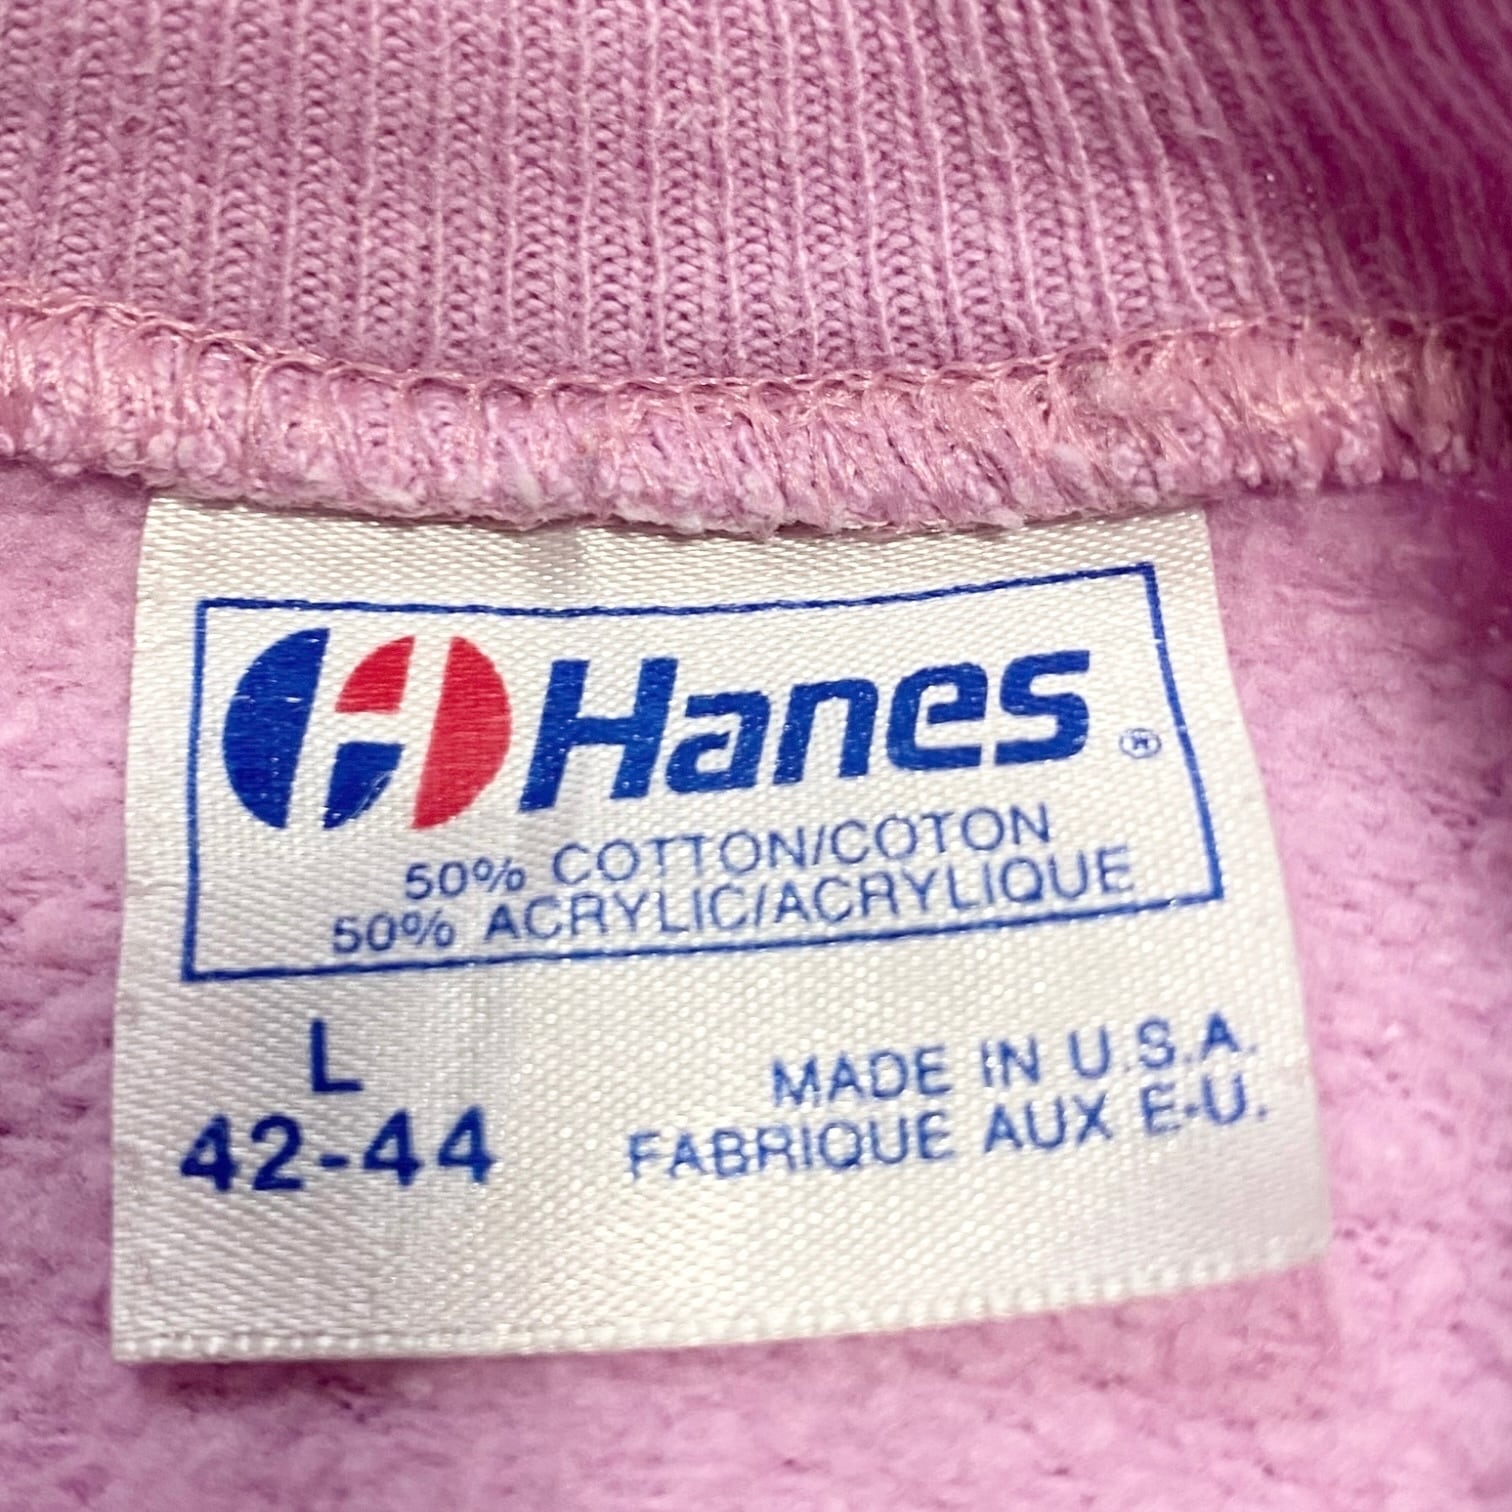 Hanes®
50% COTTON/COTON
50% ACRYLIC/ACRYLIQUE
L
42-44
MADE IN U.S.A.
FABRIQUE AUX E-U.